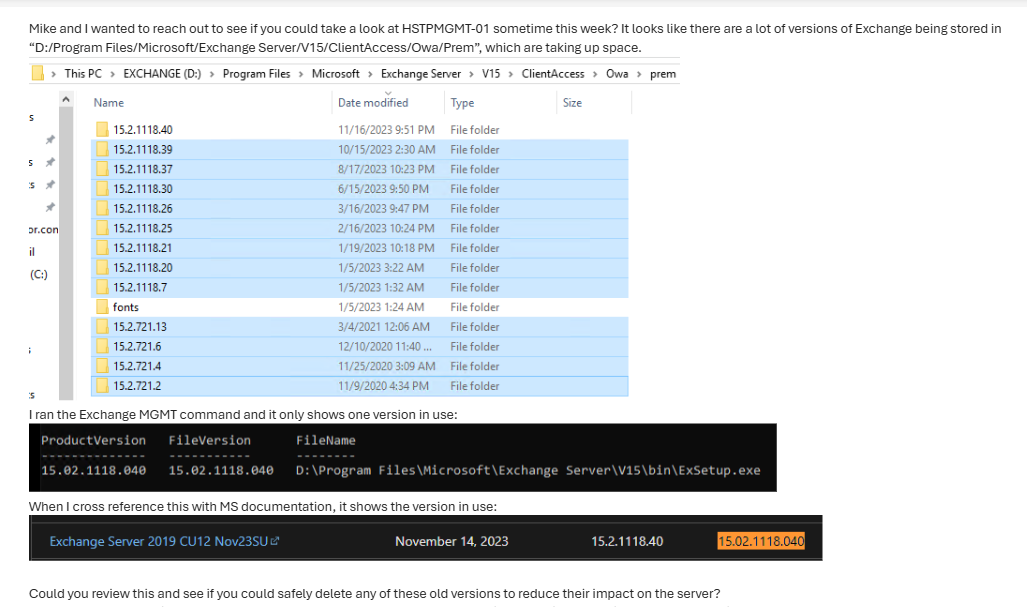 Mike and I wanted to reach out to see if you could take a look at HSTPMGMT-01 sometime this week? It looks like there are a lot of versions of Exchange being stored in
“D:/Program Files/Microsoft/Exchange Server/V15/ClientAccess/Owa/Prem”, which are taking up space.
› This PC › EXCHANGE (D:) › Program Files › Microsoft › Exchange Server › V15 › ClientAccess › Owa › prem
Name Date modified Type Size
15.2.1118.40 11/16/2023 9:51 PM File folder
15.2.1118.39 10/15/2023 2:30 AM File folder
15.2.1118.37 8/17/2023 10:23 PM File folder
15.2.1118.30 6/15/2023 9:50 PM File folder
15.2.1118.26 3/16/2023 9:47 PM File folder
15.2.1118.25 2/16/2023 10:24 PM File folder
15.2.1118.21 1/19/2023 10:18 PM File folder
15.2.1118.20 1/5/2023 3:22 AM File folder
15.2.1118.7 1/5/2023 1:32 AM File folder
fonts 1/5/2023 1:24 AM File folder
15.2.721.13 3/4/2021 12:06 AM File folder
15.2.721.6 12/10/2020 11:40 ... File folder
15.2.721.4 11/25/2020 3:09 AM File folder
15.2.721.2 11/9/2020 4:34 PM File folder
s
s
ts
or.con
il
(C:)
ts
I ran the Exchange MGMT command and it only shows one version in use:
ProductVersion FileVersion FileName
-------------- ----------- --------
15.02.1118.040 15.02.1118.040 D:\Program Files\Microsoft\Exchange Server\V15\bin\ExSetup.exe
When I cross reference this with MS documentation, it shows the version in use:
Exchange Server 2019 CU12 Nov23SU November 14, 2023 15.2.1118.40 15.02.1118.040
Could you review this and see if you could safely delete any of these old versions to reduce their impact on the server?